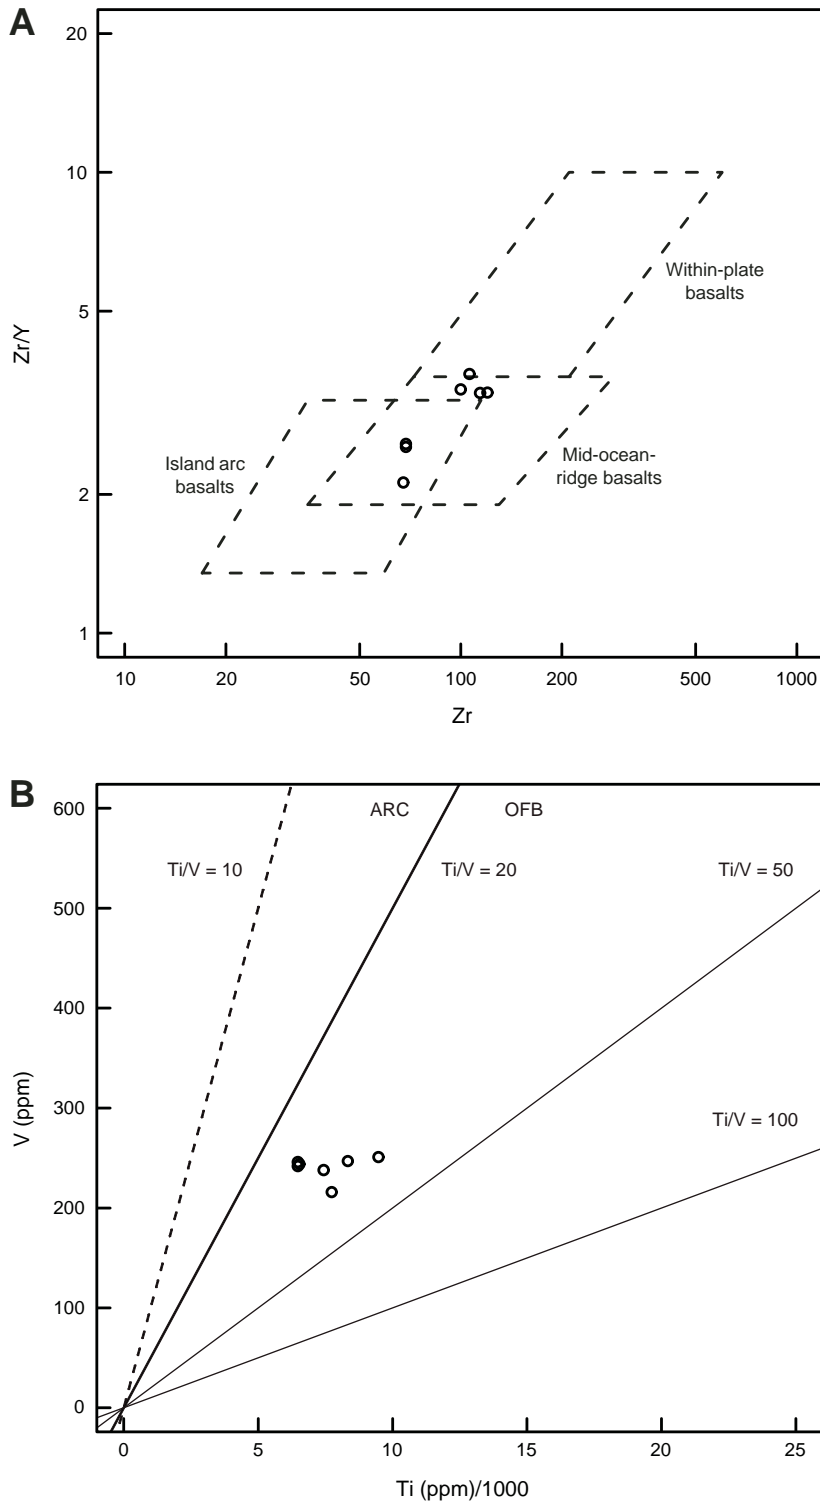 A
20
10
5
2
1
Zr/Y
Within-plate
basalts
Island arc
basalts
Mid-ocean-
ridge basalts
10 20 50 100 200 500 1000
Zr
B
600
500
400
300
200
100
0
V (ppm)
ARC OFB
Ti/V = 10 Ti/V = 20 Ti/V = 50
Ti/V = 100
0 5 10 15 20 25
Ti (ppm)/1000